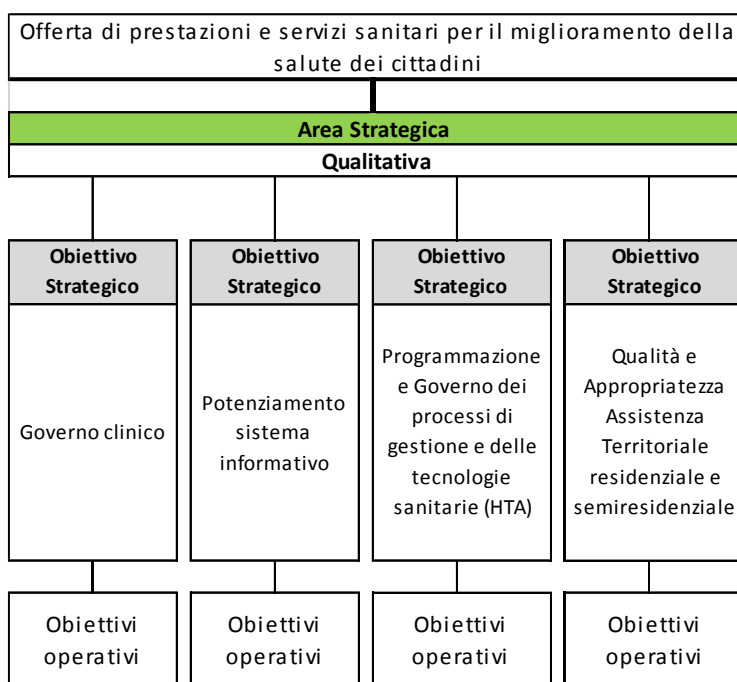 Offerta di prestazioni e servizi sanitari per il miglioramento della
salute dei cittadini
Area Strategica
Qualitativa
Obiettivo
Strategico
Governo clinico
Obiettivi
operativi
Obiettivo
Strategico
Potenziamento
sistema
informativo
Obiettivi
operativi
Obiettivo
Strategico
Programmazione
e Governo dei
processi di
gestione e delle
tecnologie
sanitarie (HTA)
Obiettivi
operativi
Obiettivo
Strategico
Qualità e
Appropriatezza
Assistenza
Territoriale
residenziale e
semiresidenziale
Obiettivi
operativi